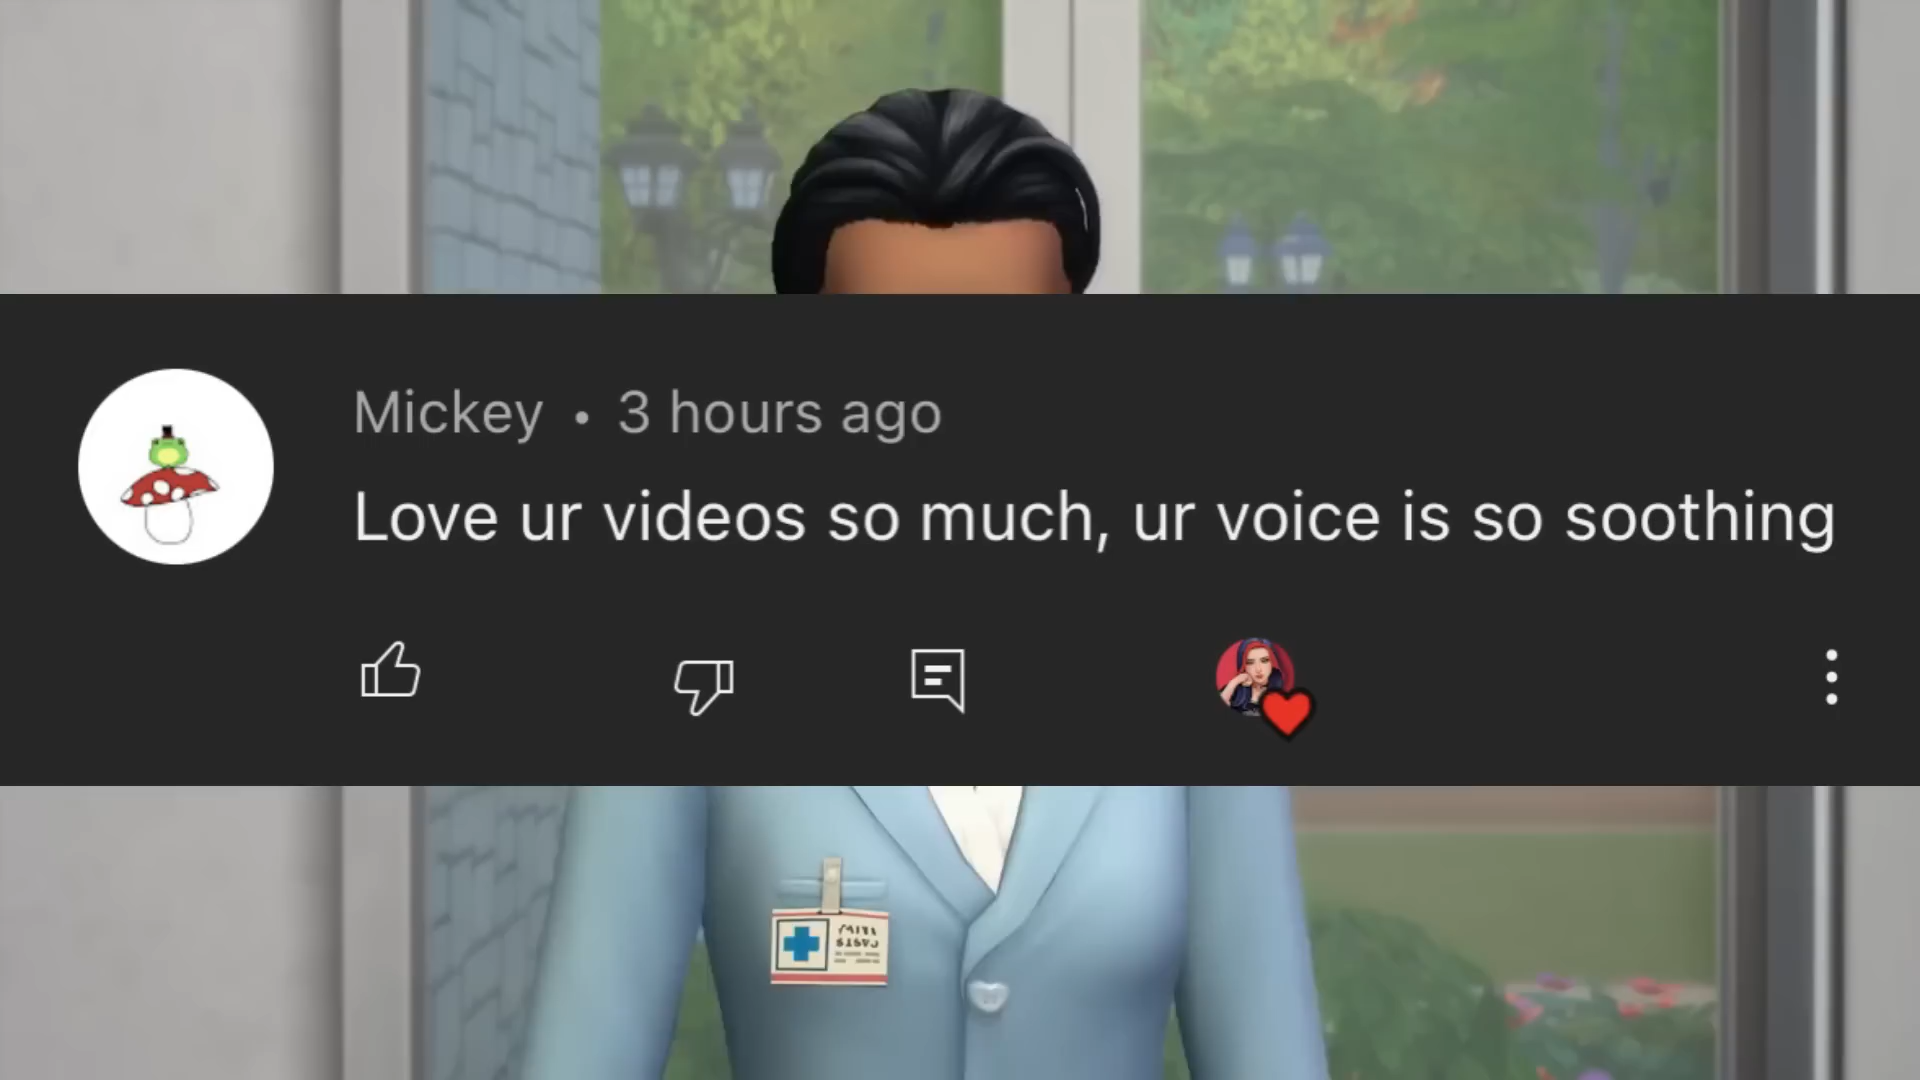 Mickey • 3 hours ago
Love ur videos so much, ur voice is so soothing